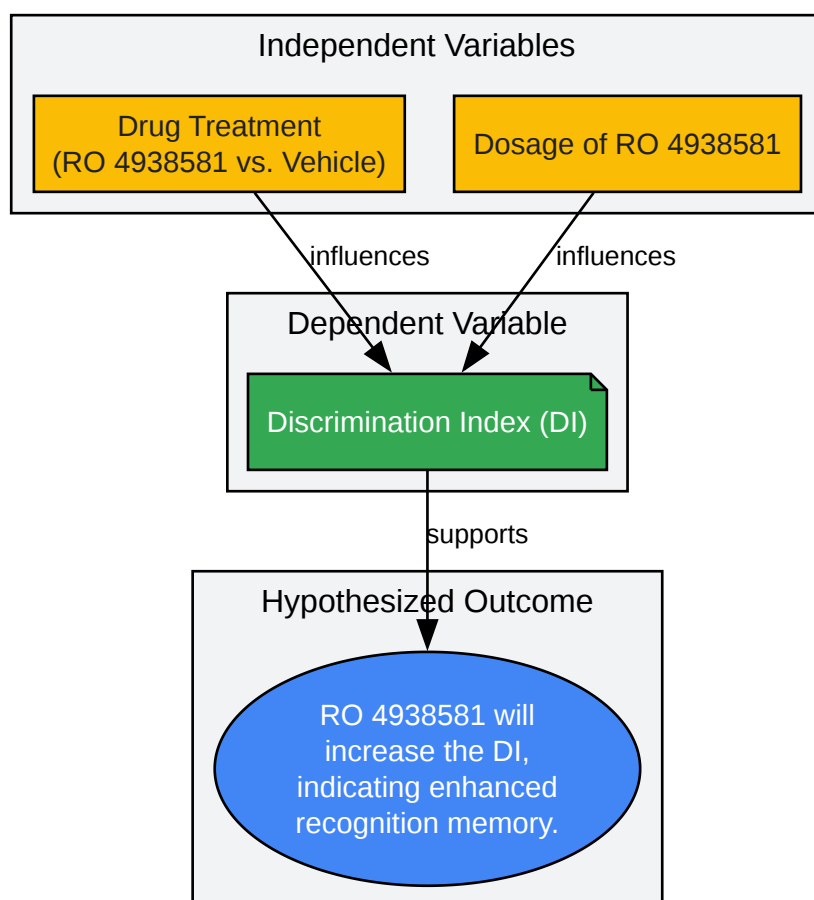 Independent Variables
Drug Treatment
(RO 4938581 vs. Vehicle)
Dosage of RO 4938581
influences
influences
Dependent Variable
Discrimination Index (DI)
supports
Hypothesized Outcome
RO 4938581 will
increase the DI,
indicating enhanced
recognition memory.